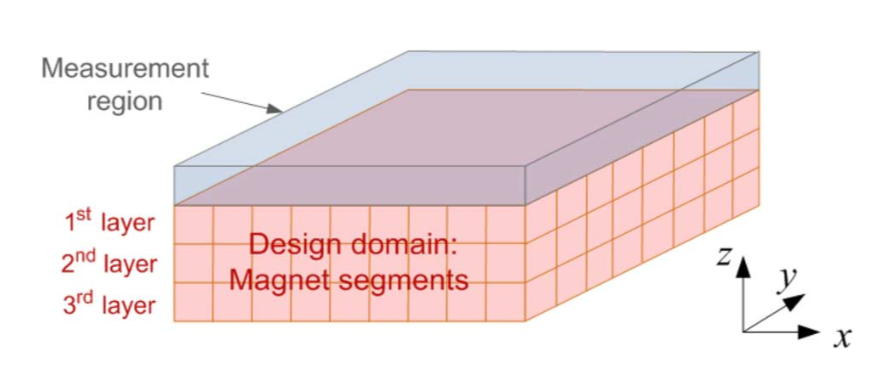 Measurement
region
1st layer
2nd layer
3rd layer
Design domain:
Magnet segments
z
y
x